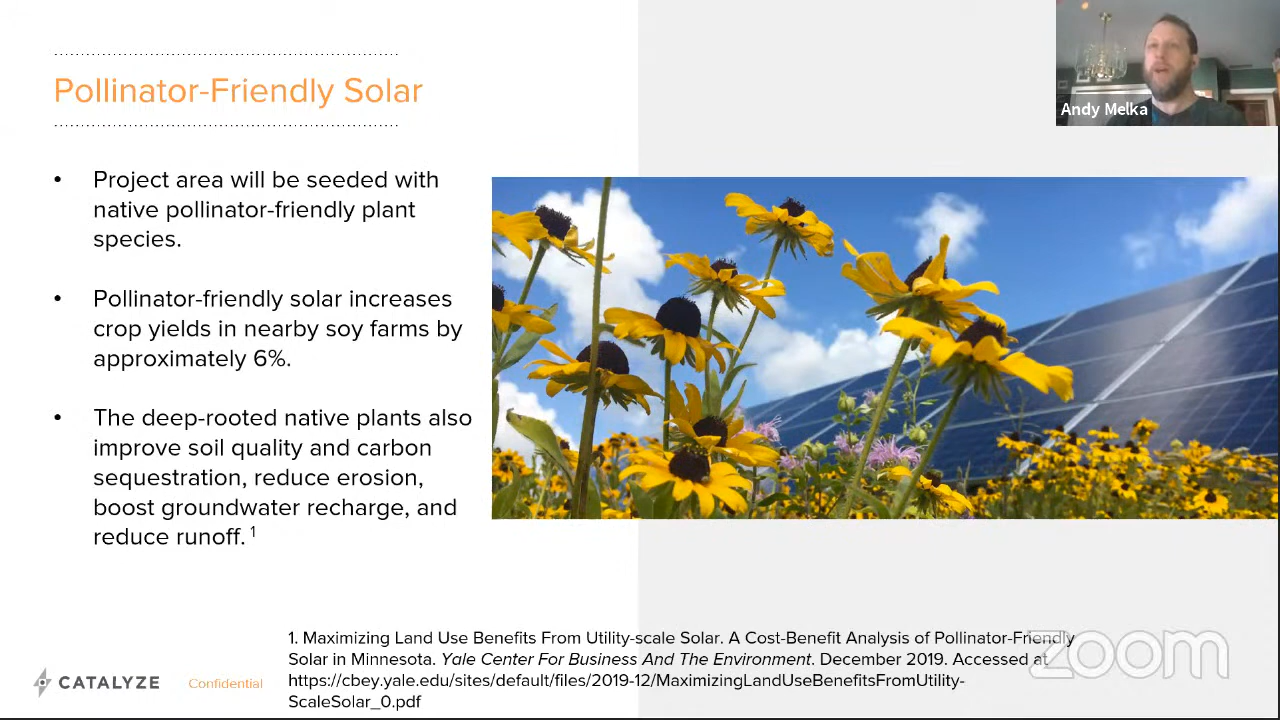 Pollinator-Friendly Solar
Andy Melka
• Project area will be seeded with
native pollinator-friendly plant
species.
• Pollinator-friendly solar increases
crop yields in nearby soy farms by
approximately 6%.
• The deep-rooted native plants also
improve soil quality and carbon
sequestration, reduce erosion,
boost groundwater recharge, and
reduce runoff. 1
1. Maximizing Land Use Benefits From Utility-scale Solar. A Cost-Benefit Analysis of Pollinator-Friendly
Solar in Minnesota. Yale Center For Business And The Environment. December 2019. Accessed at
https://cbey.yale.edu/sites/default/files/2019-12/MaximizingLandUseBenefitsFromUtility-
ScaleSolar_0.pdf
CATALYZE
Confidential
zoom